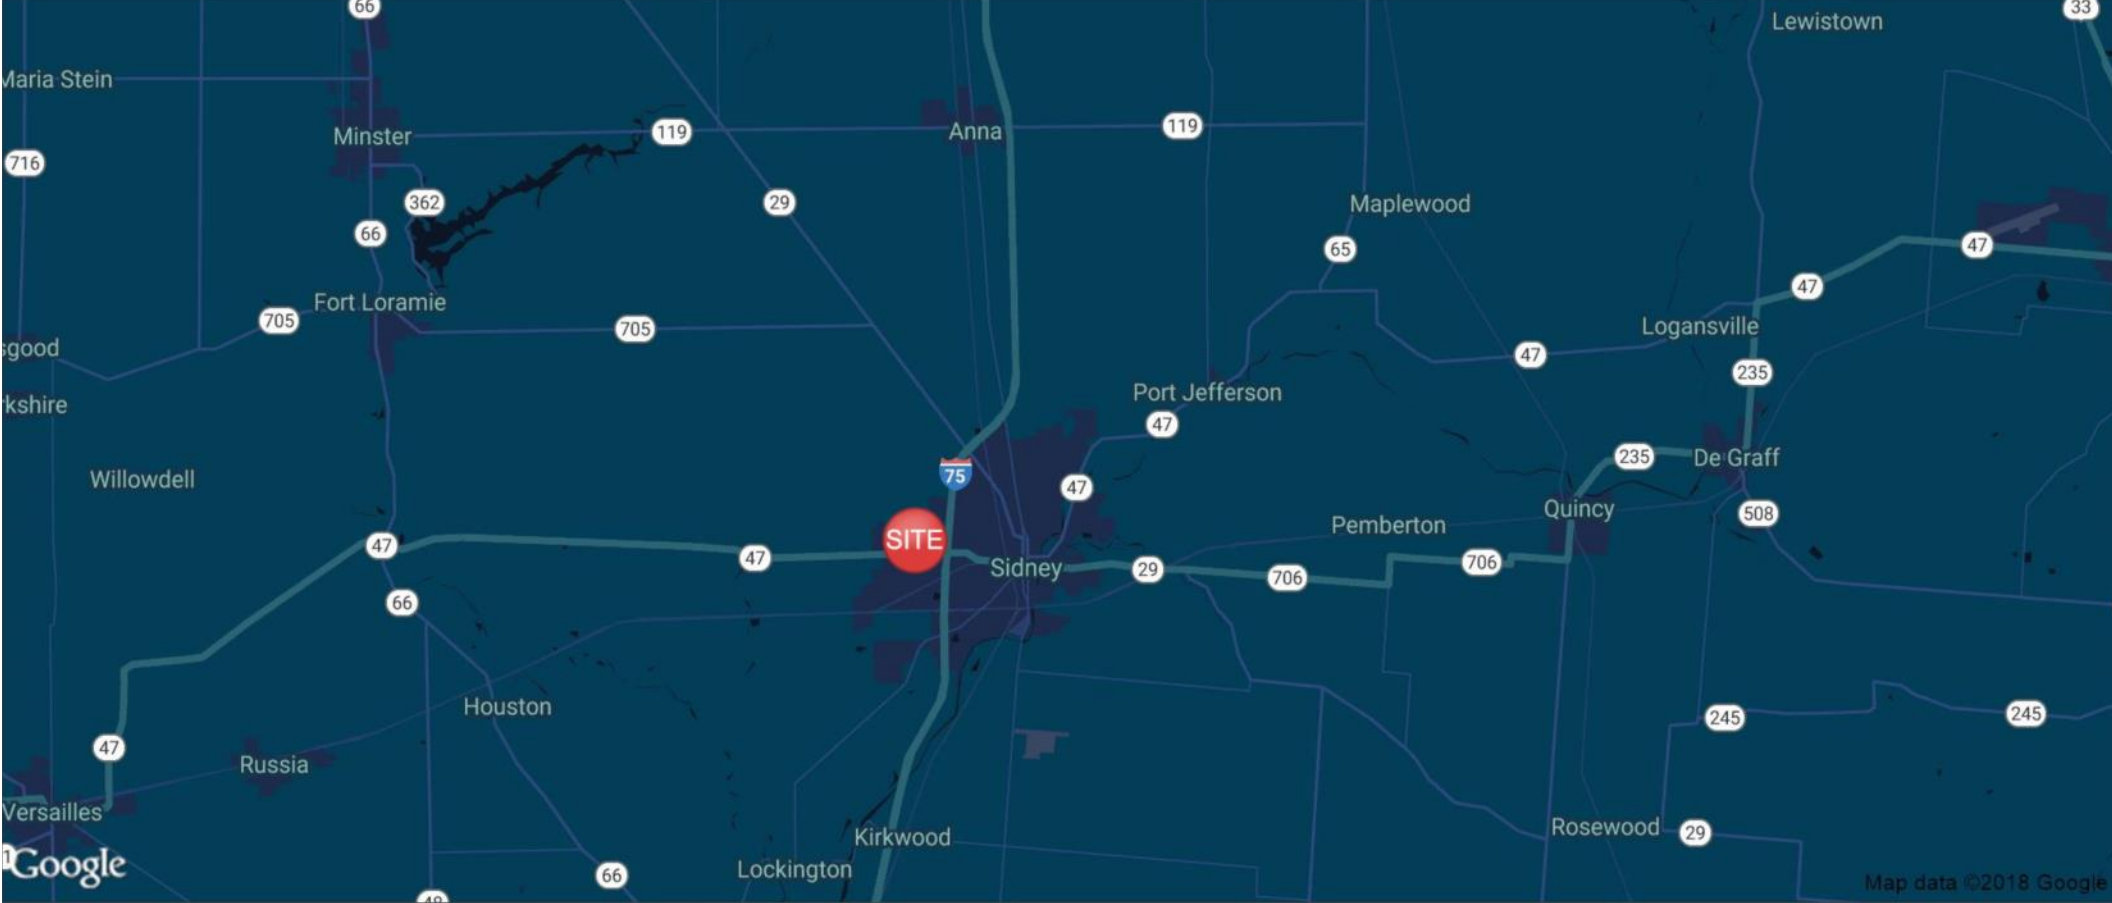 66
33
Lewistown
Maria Stein
Minster
119
Anna
119
716
362
29
Maplewood
66
65
47
47
Fort Loramie
705
705
Logansville
sgood
47
235
Port Jefferson
rkshire
47
235
De Graff
Willowdell
75
47
Quincy
508
Pemberton
SITE
47
47
Sidney
29
706
706
66
Houston
245
245
47
Russia
Versailles
Kirkwood
Rosewood
29
1
Google
Lockington
66
48
Map data ©2018 Google